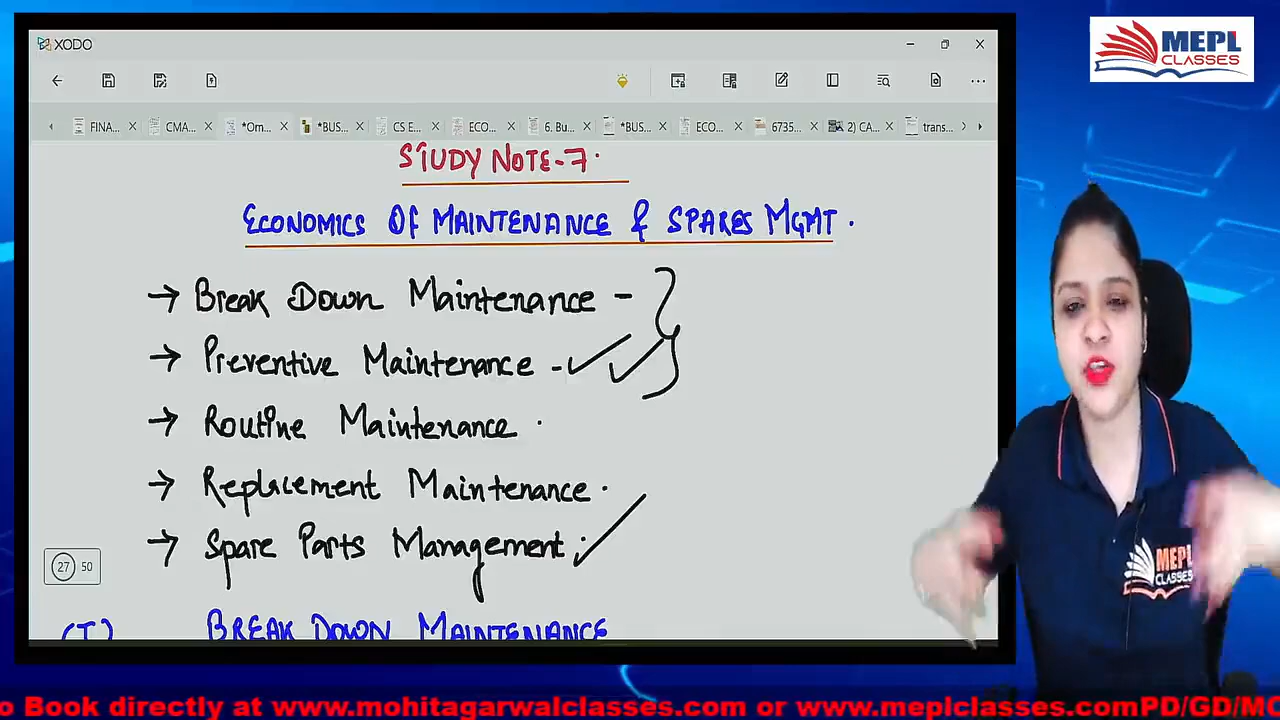 XODO
MEPL
CLASSES
FINA... CMA... *Om... *BUS... CS E... ECO... 6. Bu... *BUS... ECO... 6735... 2) CA... trans...
STUDY NOTE-7.
ECONOMICS OF MAINTENANCE & SPARES MGMT.
→ Break Down Maintenance -
→ Preventive Maintenance -
→ Routine Maintenance.
→ Replacement Maintenance.
→ Spare Parts Management.
27 50
(I) BREAK DOWN MAINTENANCE
MEPL
CLASSES
o Book directly at www.mohitagarwalclasses.com or www.meplclasses.comPD/GD/MO